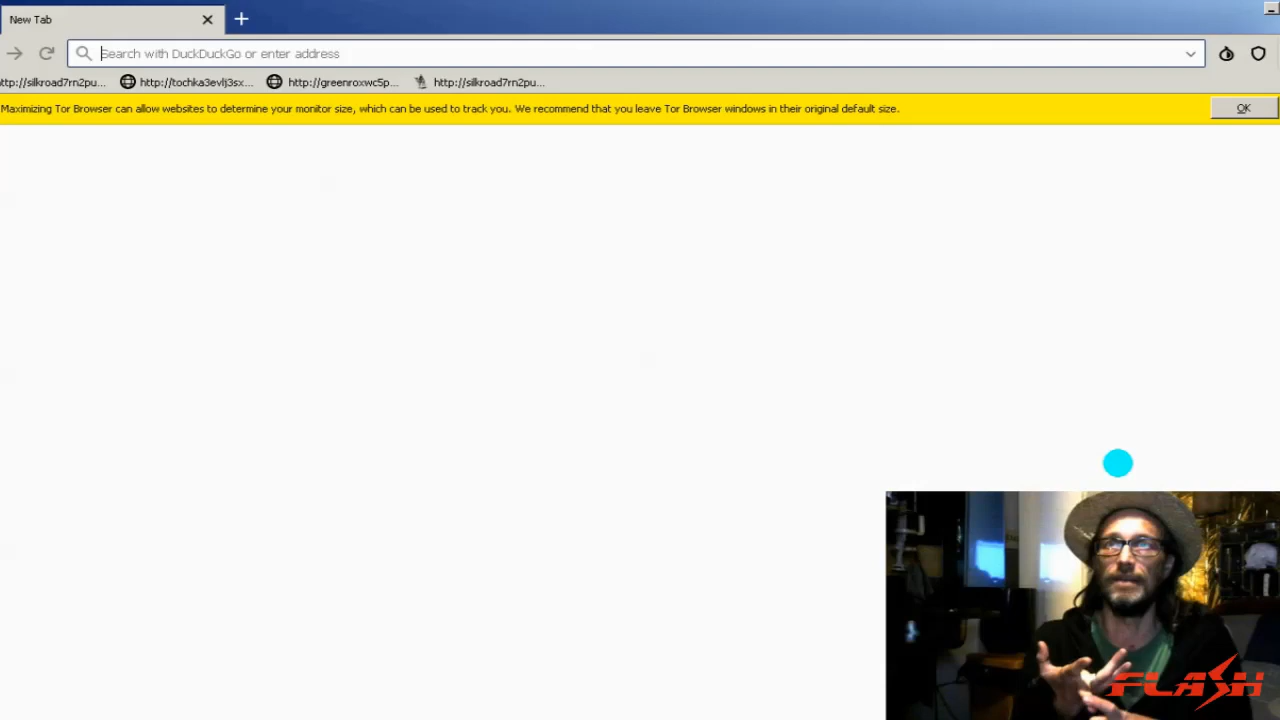 New Tab
Search with DuckDuckGo or enter address
ttp://silkroad7rn2pu... http://tochka3evlj3sx... http://greenroxwc5p... http://silkroad7rn2pu...
Maximizing Tor Browser can allow websites to determine your monitor size, which can be used to track you. We recommend that you leave Tor Browser windows in their original default size. OK
FLASH